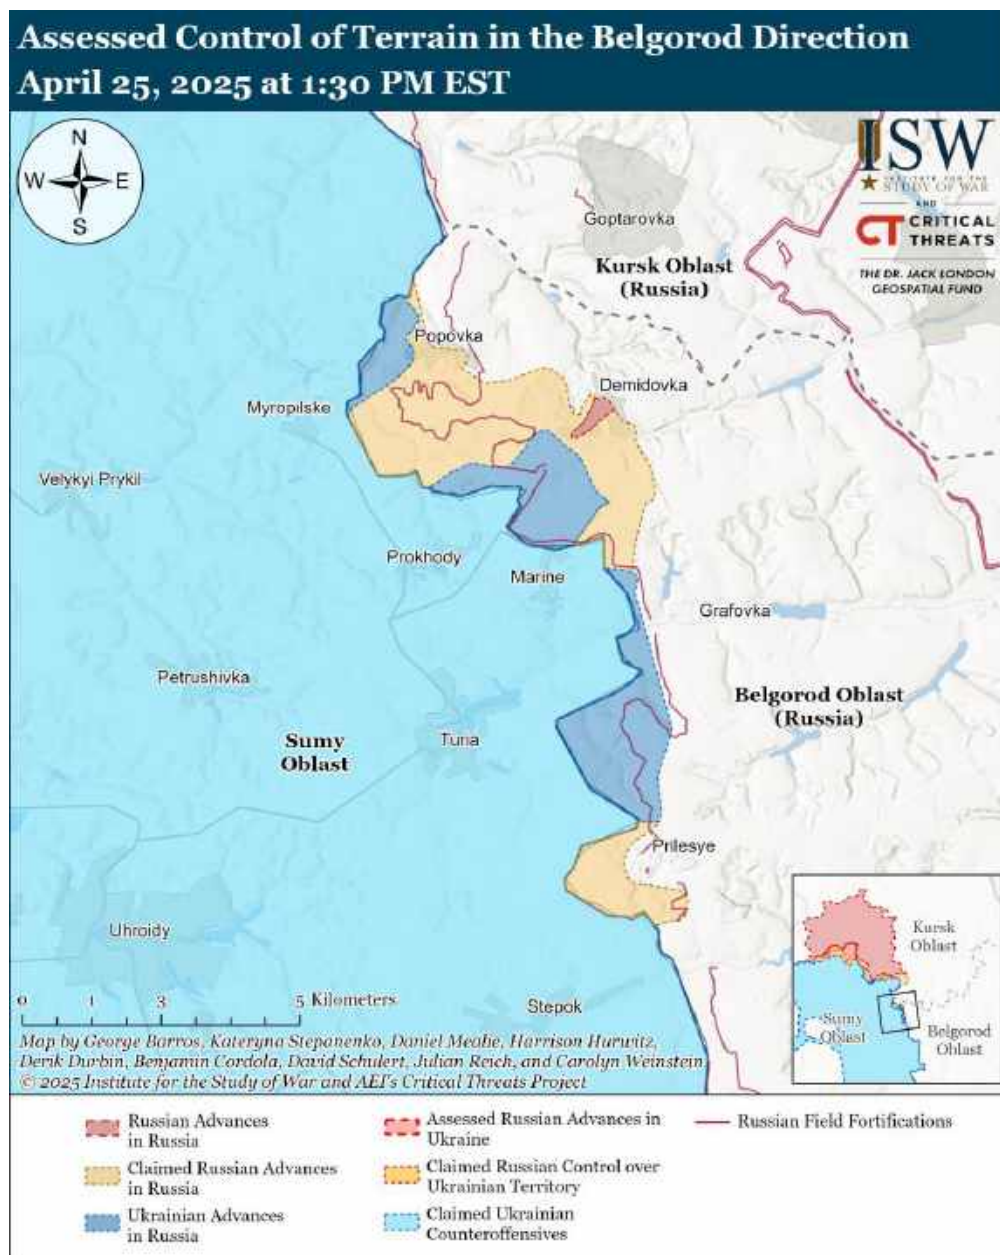 Assessed Control of Terrain in the Belgorod Direction
April 25, 2025 at 1:30 PM EST
N
W
E
S
ISW
INSTITUTE FOR THE
STUDY OF WAR
AND
CT CRITICAL
THREATS
THE DR. JACK LONDON
GEOSPATIAL FUND
Goptarovka
Kursk Oblast
(Russia)
Popovka
Demidovka
Myropilske
Velykyi Prykil
Prokhody
Marine
Grafovka
Petrushivka
Belgorod Oblast
(Russia)
Sumy
Oblast
Tuna
Prilesye
Uhroidy
Kursk
Oblast
Sumy
Oblast
Belgorod
Oblast
0 1 3 5 Kilometers
Stepok
Map by George Barros, Kateryna Stepanenko, Daniel Mealie, Harrison Hurwitz,
Derik Durbin, Benjamin Cordola, David Schulert, Julian Reich, and Carolyn Weinstein
© 2025 Institute for the Study of War and AEI's Critical Threats Project
Russian Advances
in Russia
Assessed Russian Advances in
Ukraine
Russian Field Fortifications
Claimed Russian Advances
in Russia
Claimed Russian Control over
Ukrainian Territory
Ukrainian Advances
in Russia
Claimed Ukrainian
Counteroffensives